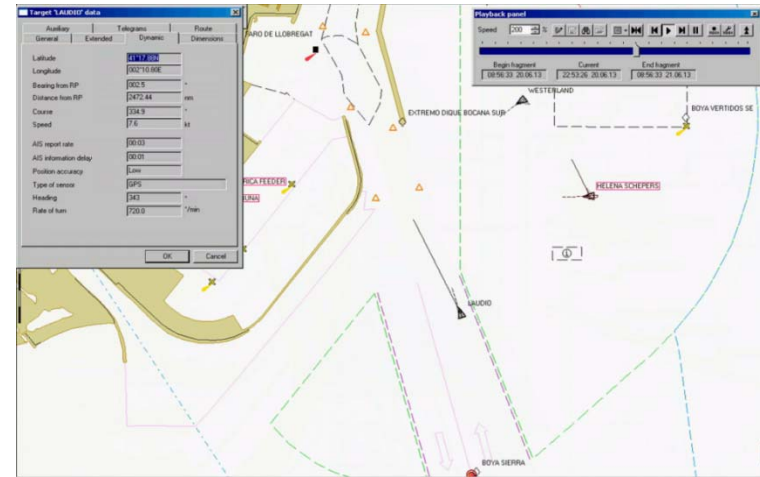 Target 'LAUDIO' data
Auxiliary Telegrams Route
General Extended Dynamic Dimensions
Latitude 41°17.88N
Longitude 002°10.80E
Bearing from RP 002.5 °
Distance from RP 2472.44 nm
Course 334.9 °
Speed 7.6 kt
AIS report rate 00:03
AIS information delay 00:01
Position accuracy Low
Type of sensor GPS
Heading 343 °
Rate of turn 720.0 °/min
OK Cancel
Playback panel
Speed 200 %
Begin fragment Current End fragment
08:56:33 20.06.13 22:53:26 20.06.13 08:56:33 21.06.13
FARO DE LLOBREGAT
WESTERLAND
EXTREMO DIQUE BOCANA SUR
BOYA VERTIDOS SE
RICA FEEDER
HELENA SCHEPERS
UNA
LAUDIO
BOYA SIERRA